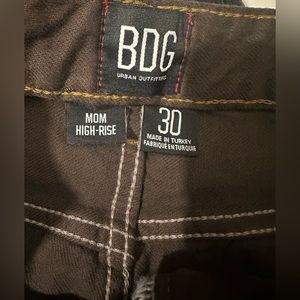 BDG
URBAN OUTFITTERS
MOM
HIGH-RISE
30
MADE IN TURKEY
FABRIQUE EN TURQUIE